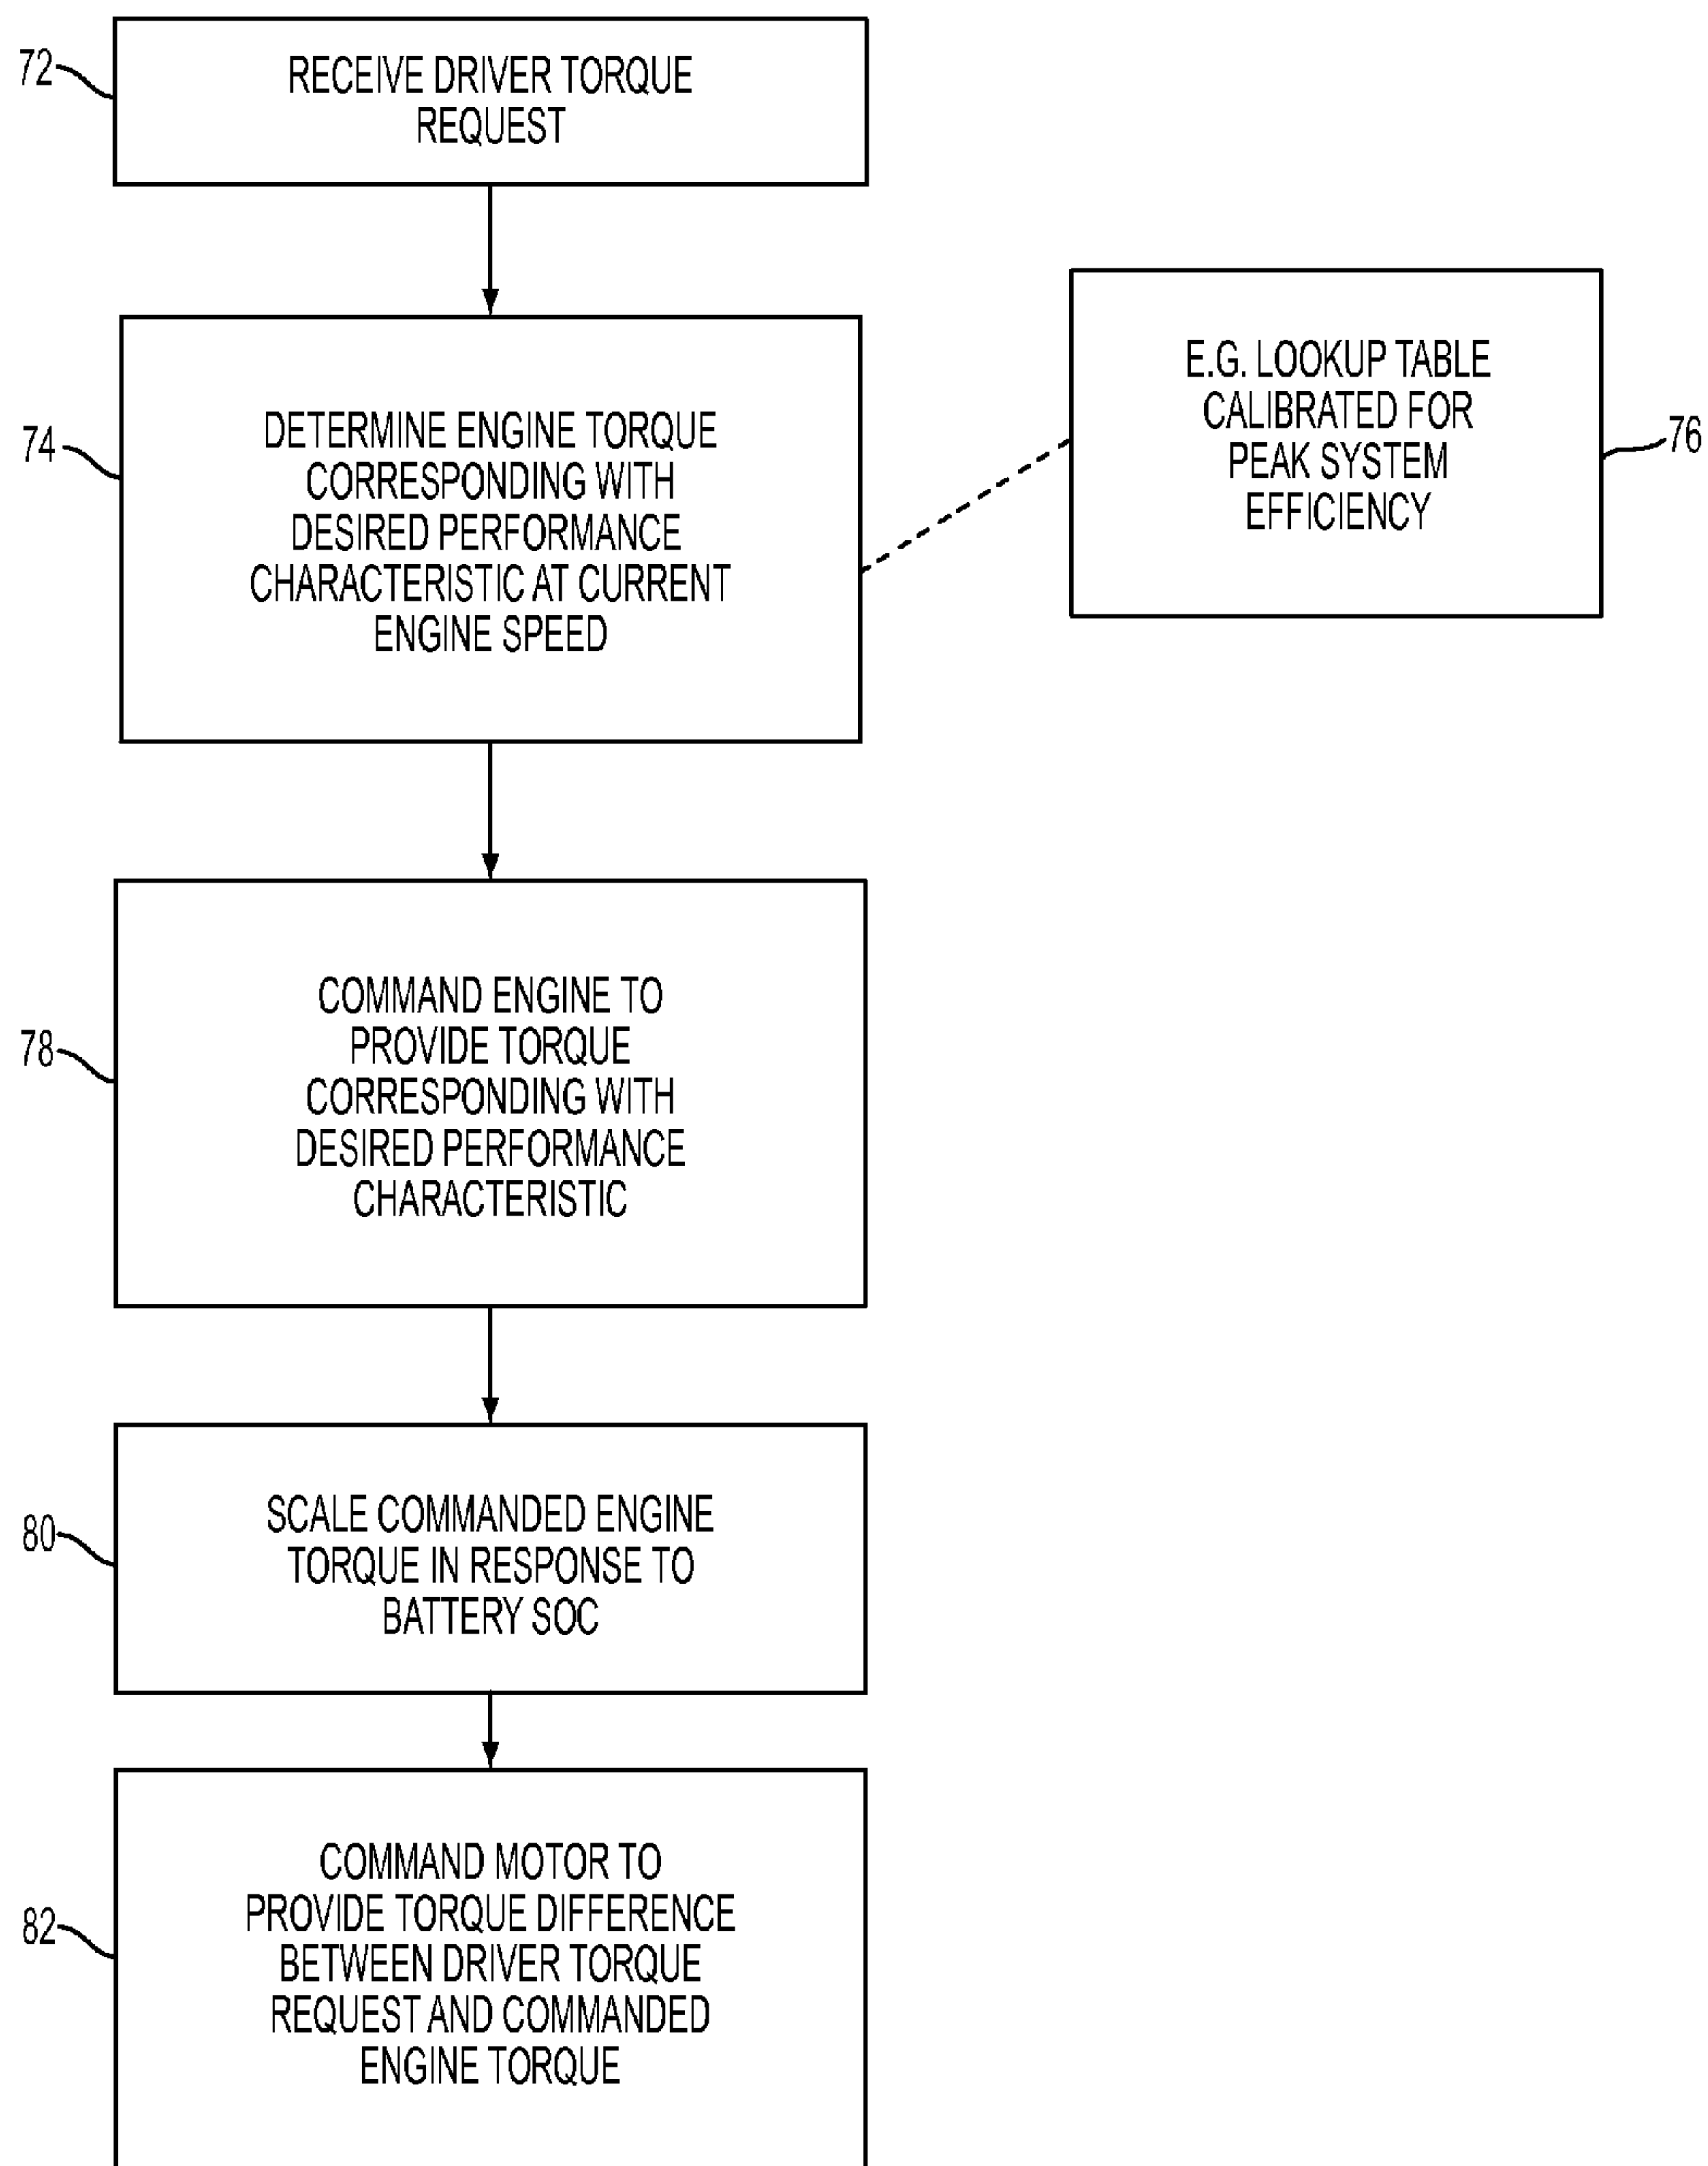 72
RECEIVE DRIVER TORQUE
REQUEST
74
DETERMINE ENGINE TORQUE
CORRESPONDING WITH
DESIRED PERFORMANCE
CHARACTERISTIC AT CURRENT
ENGINE SPEED
E.G. LOOKUP TABLE
CALIBRATED FOR
PEAK SYSTEM
EFFICIENCY
76
78
COMMAND ENGINE TO
PROVIDE TORQUE
CORRESPONDING WITH
DESIRED PERFORMANCE
CHARACTERISTIC
80
SCALE COMMANDED ENGINE
TORQUE IN RESPONSE TO
BATTERY SOC
82
COMMAND MOTOR TO
PROVIDE TORQUE DIFFERENCE
BETWEEN DRIVER TORQUE
REQUEST AND COMMANDED
ENGINE TORQUE